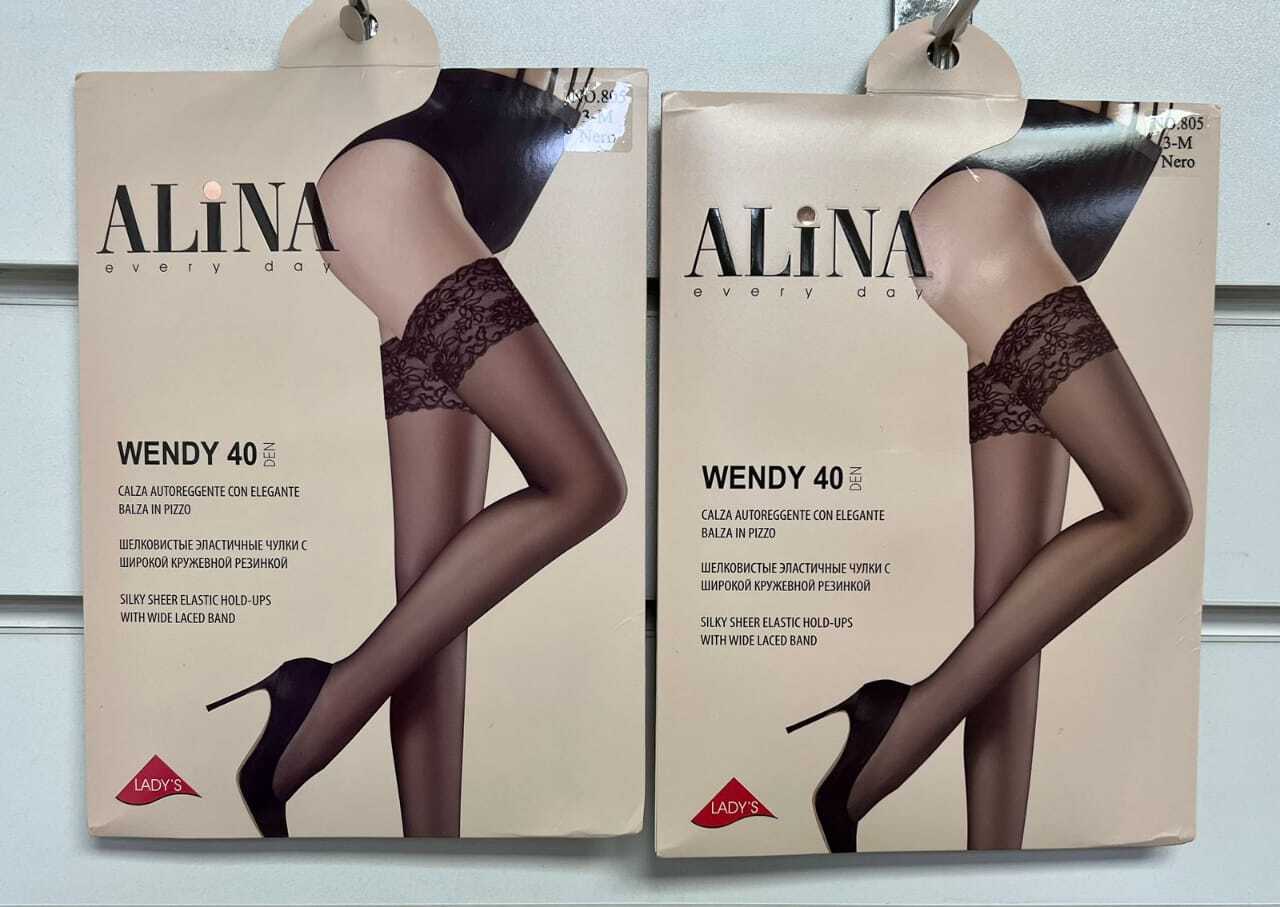 NO.805
3-M
Nero
ALiNA
every day
WENDY 40 DEN
CALZA AUTOREGGENTE CON ELEGANTE
BALZA IN PIZZO
ШЕЛКОВИСТЫЕ ЭЛАСТИЧНЫЕ ЧУЛКИ С
ШИРОКОЙ КРУЖЕВНОЙ РЕЗИНКОЙ
SILKY SHEER ELASTIC HOLD-UPS
WITH WIDE LACED BAND
LADY'S
NO.805
3-M
Nero
ALiNA
every day
WENDY 40 DEN
CALZA AUTOREGGENTE CON ELEGANTE
BALZA IN PIZZO
ШЕЛКОВИСТЫЕ ЭЛАСТИЧНЫЕ ЧУЛКИ С
ШИРОКОЙ КРУЖЕВНОЙ РЕЗИНКОЙ
SILKY SHEER ELASTIC HOLD-UPS
WITH WIDE LACED BAND
LADY'S